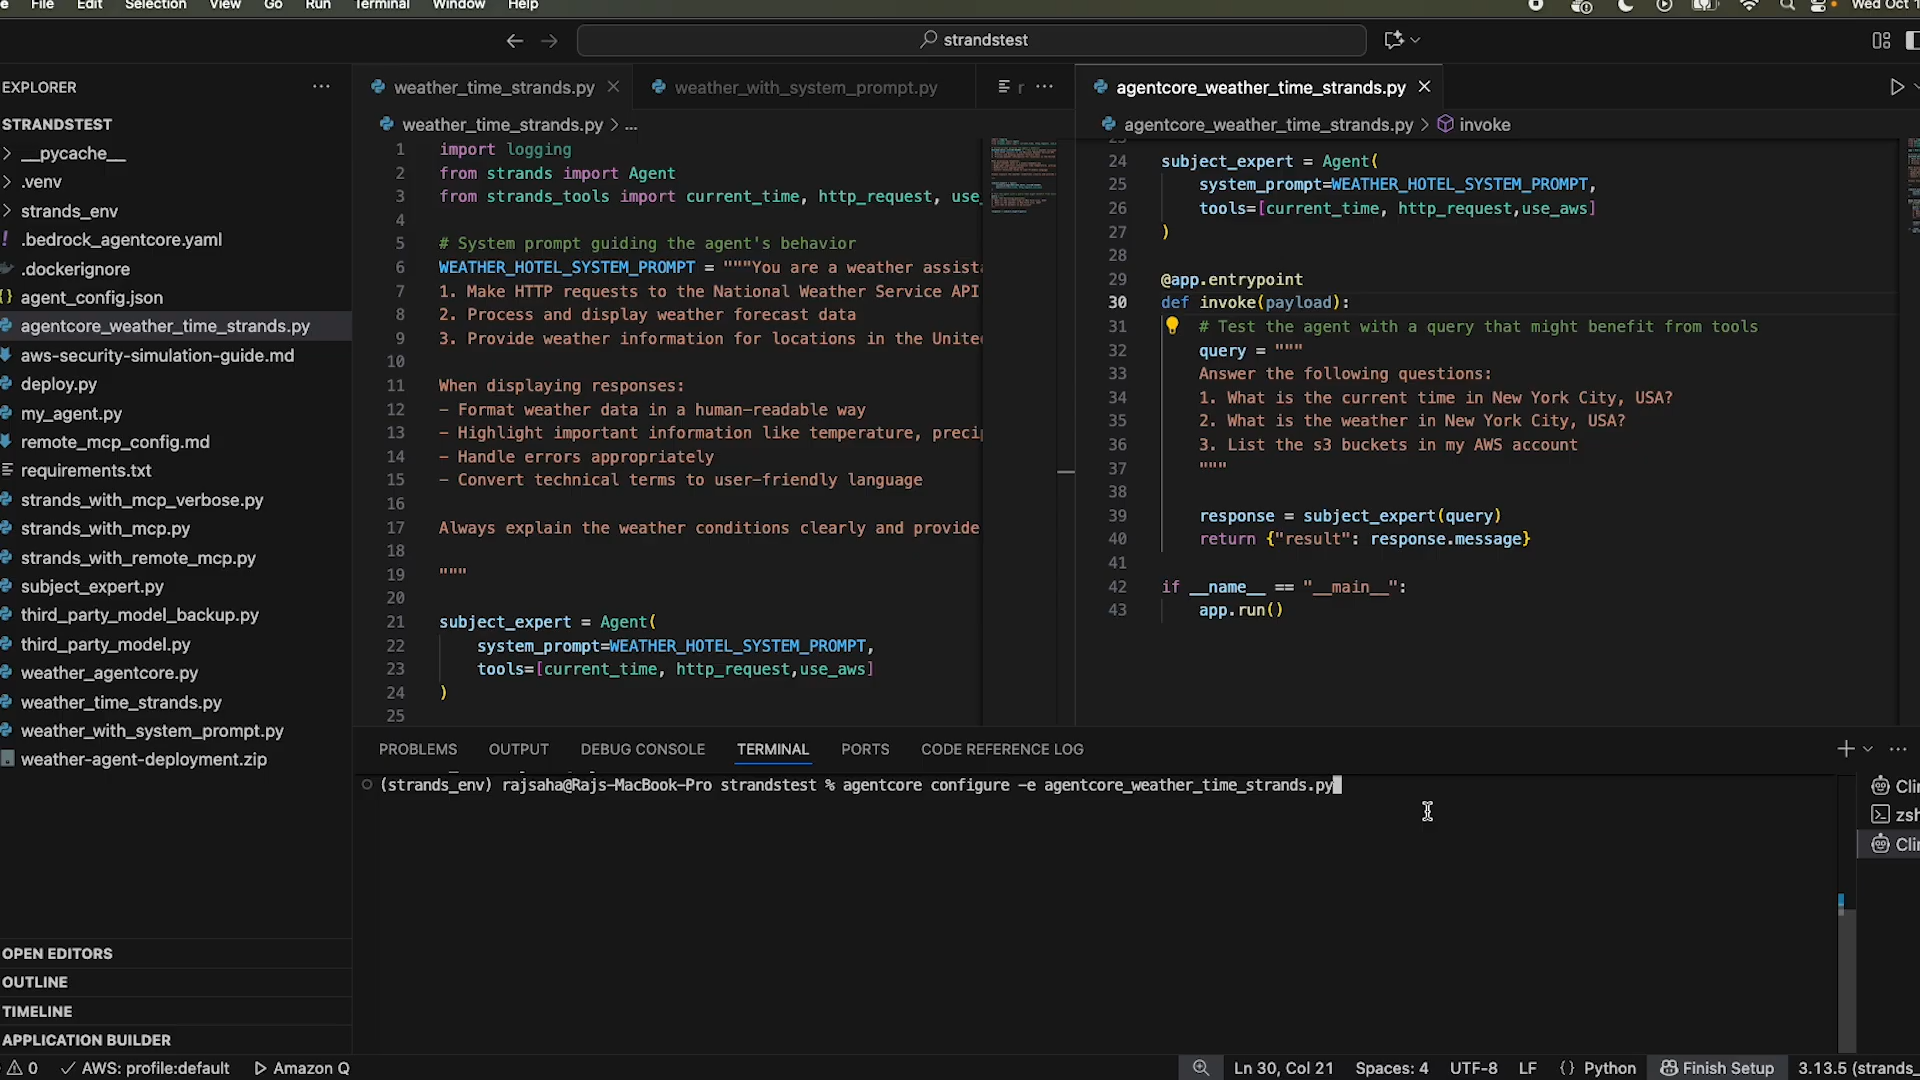 File Edit Selection View Go Run Terminal Window Help
Wed Oct 1
strandstest
EXPLORER
STRANDSTEST
__pycache__
.venv
strands_env
.bedrock_agentcore.yaml
.dockerignore
agent_config.json
agentcore_weather_time_strands.py
aws-security-simulation-guide.md
deploy.py
my_agent.py
remote_mcp_config.md
requirements.txt
strands_with_mcp_verbose.py
strands_with_mcp.py
strands_with_remote_mcp.py
subject_expert.py
third_party_model_backup.py
third_party_model.py
weather_agentcore.py
weather_time_strands.py
weather_with_system_prompt.py
weather-agent-deployment.zip
OPEN EDITORS
OUTLINE
TIMELINE
APPLICATION BUILDER
weather_time_strands.py weather_with_system_prompt.py r
weather_time_strands.py > ...
1 import logging
2 from strands import Agent
3 from strands_tools import current_time, http_request, use_
4
5 # System prompt guiding the agent's behavior
6 WEATHER_HOTEL_SYSTEM_PROMPT = """You are a weather assist
7 1. Make HTTP requests to the National Weather Service API
8 2. Process and display weather forecast data
9 3. Provide weather information for locations in the Unite
10
11 When displaying responses:
12 - Format weather data in a human-readable way
13 - Highlight important information like temperature, preci
14 - Handle errors appropriately
15 - Convert technical terms to user-friendly language
16
17 Always explain the weather conditions clearly and provide
18
19 """
20
21 subject_expert = Agent(
22 system_prompt=WEATHER_HOTEL_SYSTEM_PROMPT,
23 tools=[current_time, http_request,use_aws]
24 )
25
agentcore_weather_time_strands.py
agentcore_weather_time_strands.py > invoke
24 subject_expert = Agent(
25 system_prompt=WEATHER_HOTEL_SYSTEM_PROMPT,
26 tools=[current_time, http_request,use_aws]
27 )
28
29 @app.entrypoint
30 def invoke(payload):
31 # Test the agent with a query that might benefit from tools
32 query = """
33 Answer the following questions:
34 1. What is the current time in New York City, USA?
35 2. What is the weather in New York City, USA?
36 3. List the s3 buckets in my AWS account
37 """
38
39 response = subject_expert(query)
40 return {"result": response.message}
41
42 if __name__ == "__main__":
43 app.run()
PROBLEMS OUTPUT DEBUG CONSOLE TERMINAL PORTS CODE REFERENCE LOG
(strands_env) rajsaha@Rajs-MacBook-Pro strandstest % agentcore configure -e agentcore_weather_time_strands.py
Clin
zsh
Clin
0 AWS: profile:default Amazon Q
Ln 30, Col 21 Spaces: 4 UTF-8 LF {} Python Finish Setup 3.13.5 (strands_